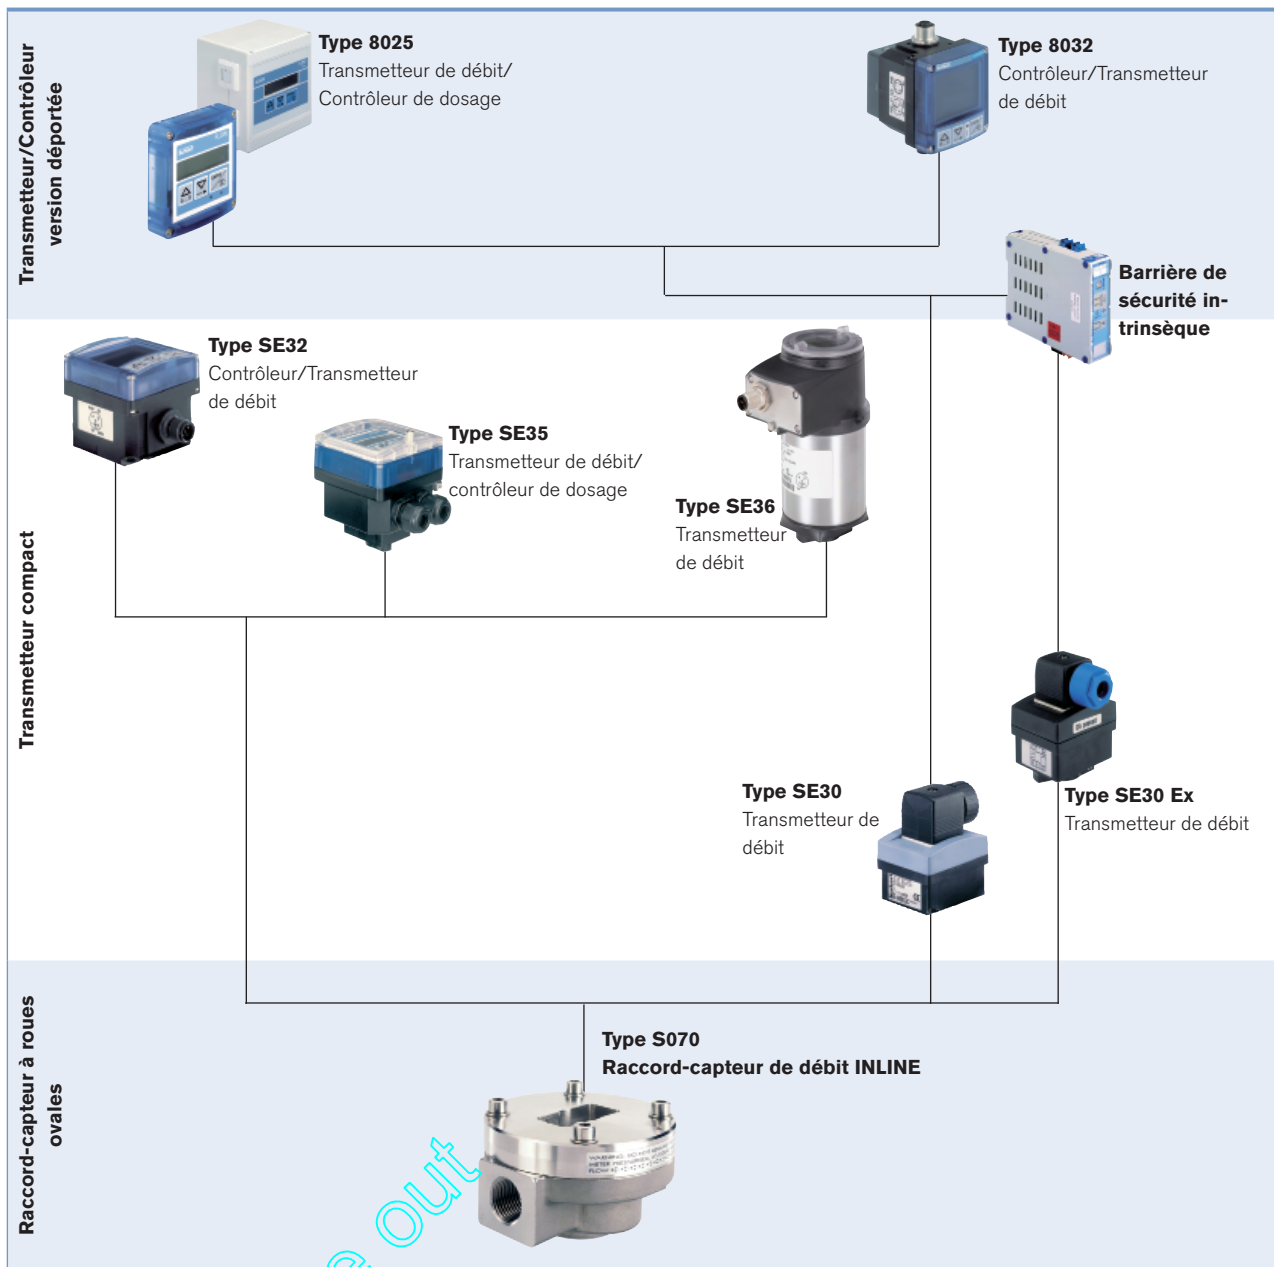 Transmetteur/Contrôleur
version déportée
Type 8025
Transmetteur de débit/
Contrôleur de dosage
Type 8032
Contrôleur/Transmetteur
de débit
Barrière de
sécurité in-
trinsèque
Transmetteur compact
Type SE32
Contrôleur/Transmetteur
de débit
Type SE35
Transmetteur de débit/
contrôleur de dosage
Type SE36
Transmetteur
de débit
Type SE30
Transmetteur de
débit
Type SE30 Ex
Transmetteur de débit
Raccord-capteur à roues
ovales
Type S070
Raccord-capteur de débit INLINE
e out